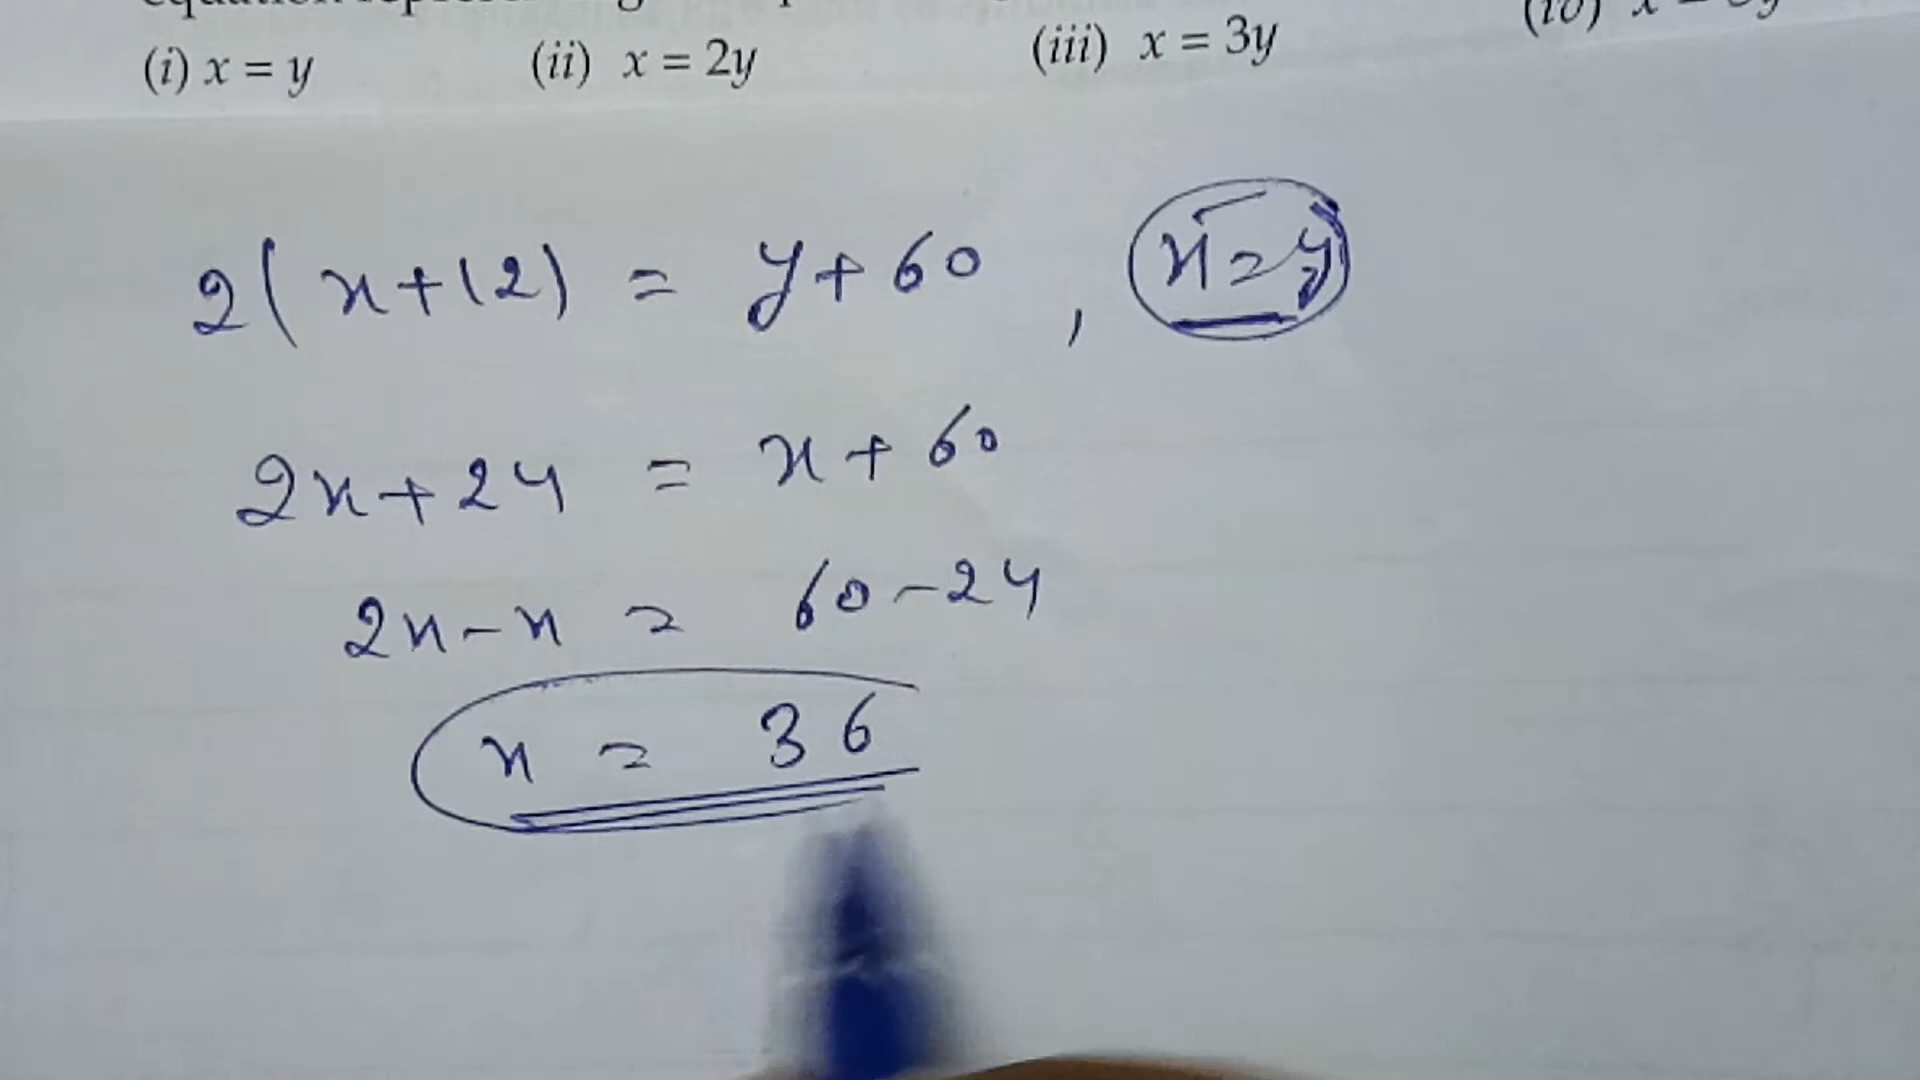 (i) x = y (ii) x = 2y (iii) x = 3y
2(x+12) = y+60 , x=y
2x+24 = x+60
2x-x = 60-24
x = 36